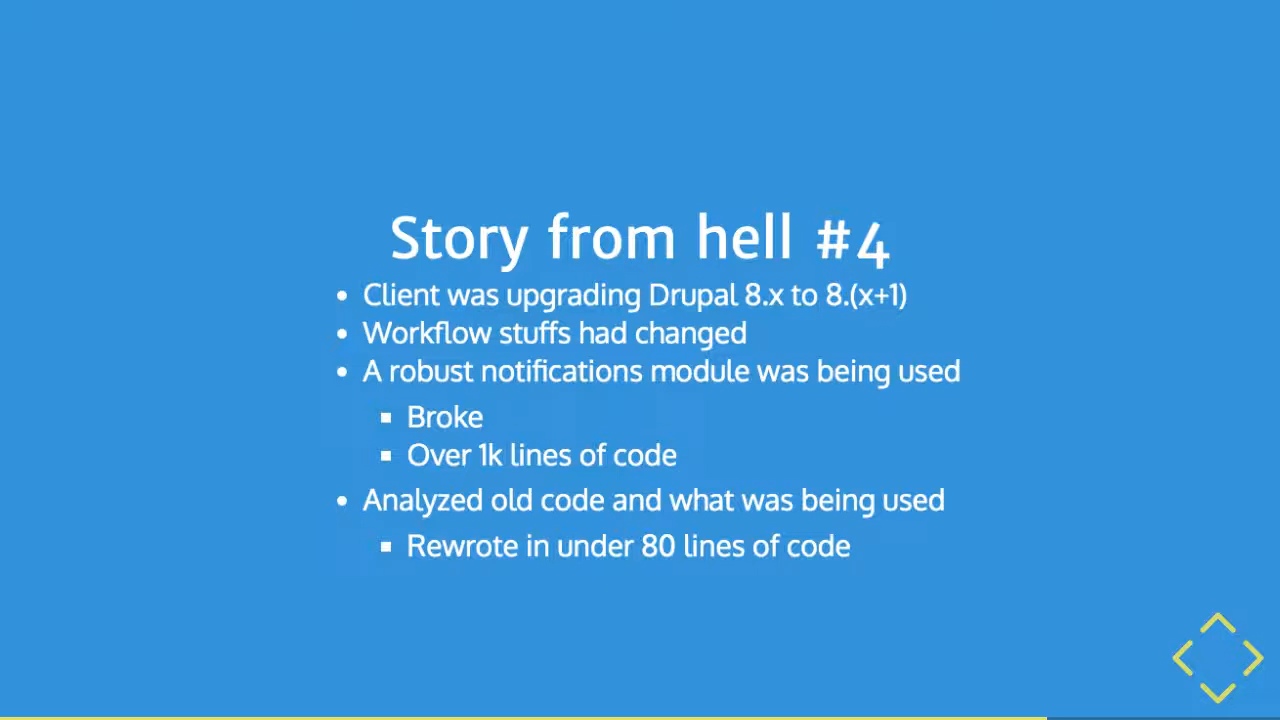 Story from hell #4
• Client was upgrading Drupal 8.x to 8.(x+1)
• Workflow stuffs had changed
• A robust notifications module was being used
▪ Broke
▪ Over 1k lines of code
• Analyzed old code and what was being used
▪ Rewrote in under 80 lines of code